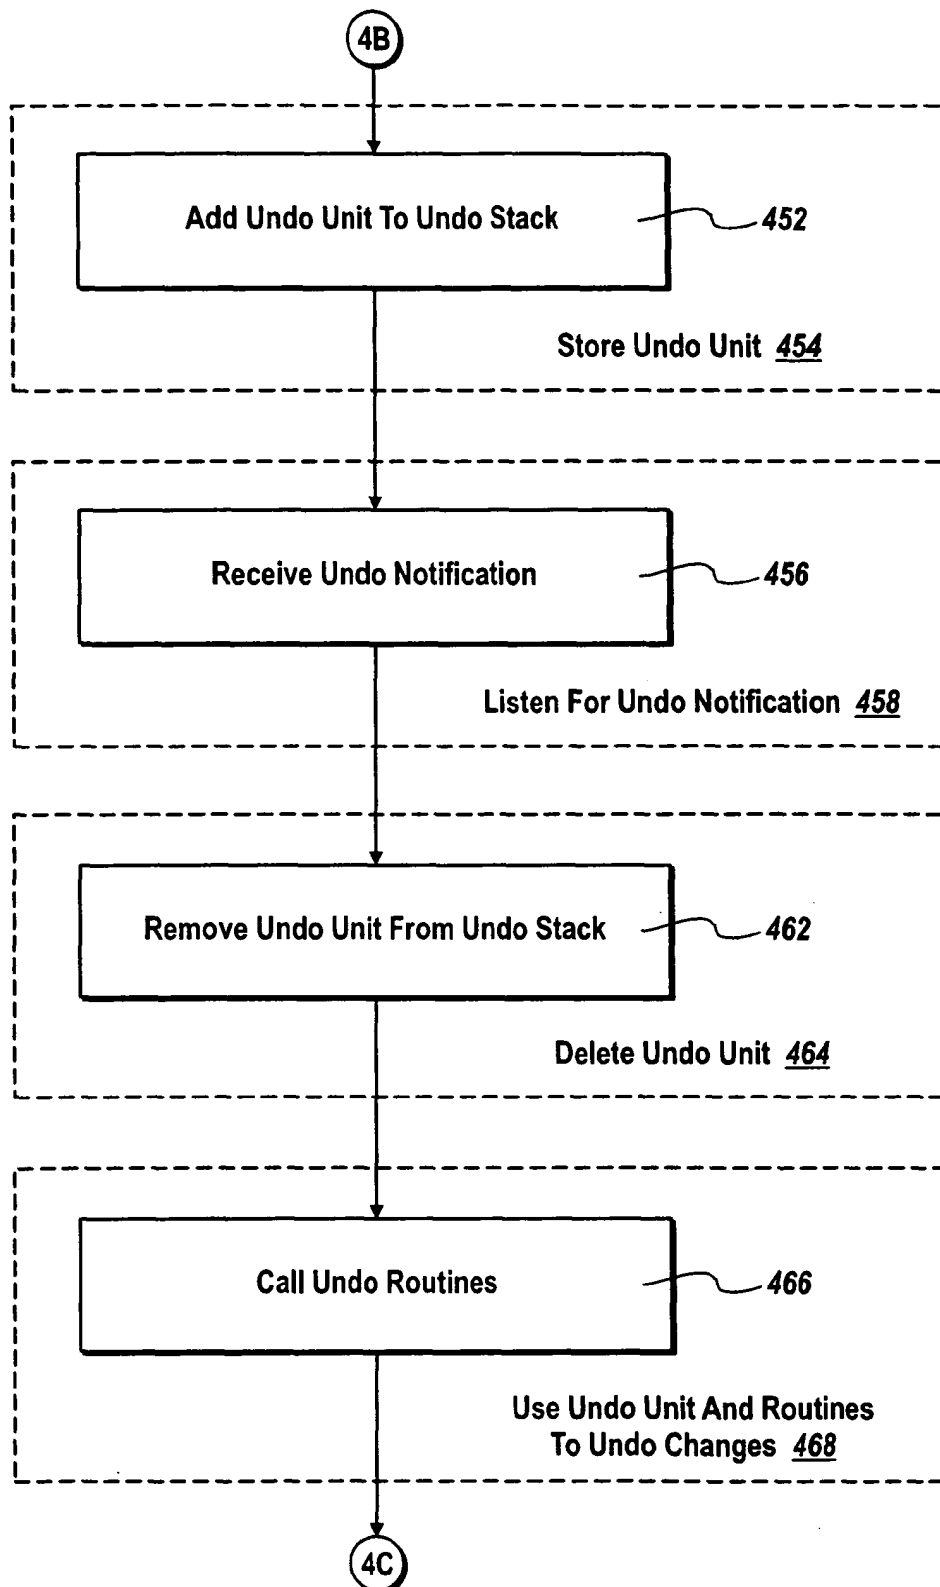 4B
Add Undo Unit To Undo Stack
452
Store Undo Unit 454
Receive Undo Notification
456
Listen For Undo Notification 458
Remove Undo Unit From Undo Stack
462
Delete Undo Unit 464
Call Undo Routines
466
Use Undo Unit And Routines
To Undo Changes 468
4C